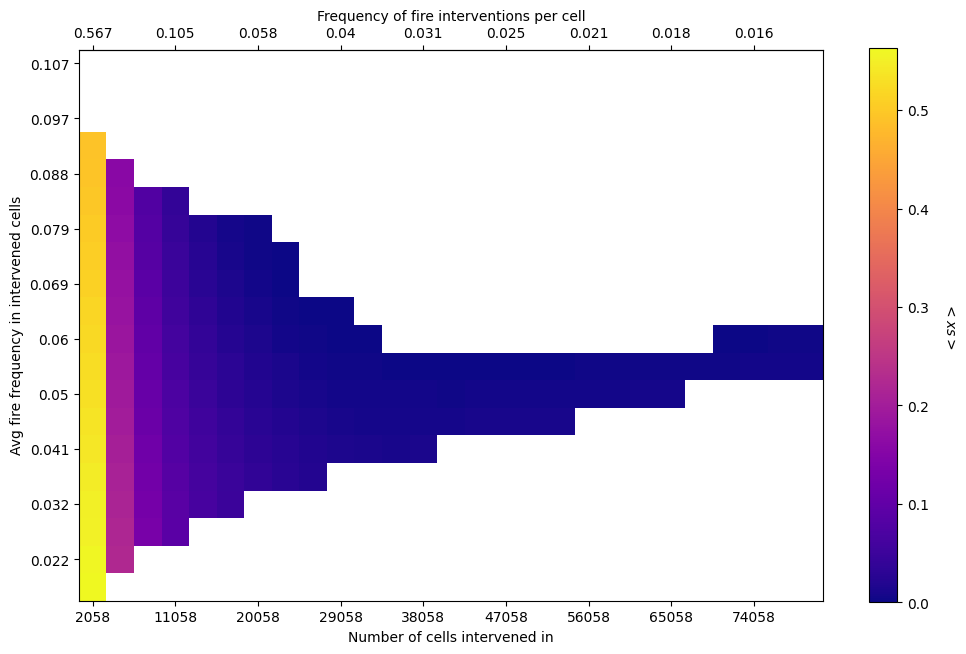 Frequency of fire interventions per cell
0.567 0.105 0.058 0.04 0.031 0.025 0.021 0.018 0.016
0.107
0.097
0.088
0.079
0.069
0.06
0.05
0.041
0.032
0.022
Avg fire frequency in intervened cells
2058 11058 20058 29058 38058 47058 56058 65058 74058
Number of cells intervened in
0.5
0.4
0.3
0.2
0.1
0.0
< sx >